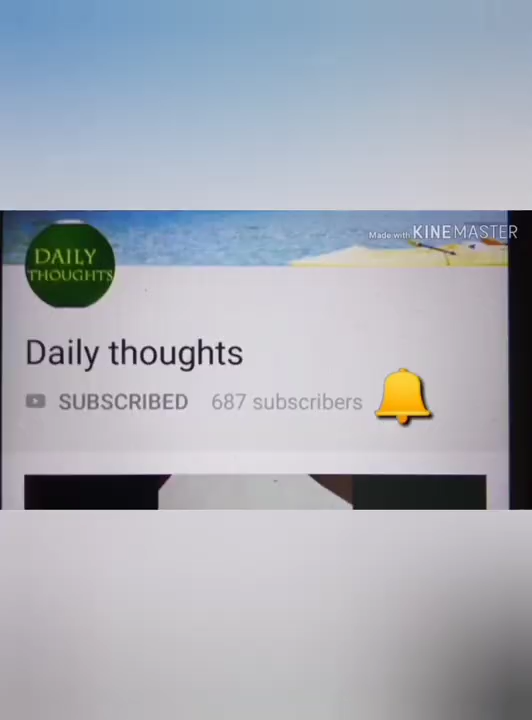 Made with KINEMASTER
DAILY
THOUGHTS
Daily thoughts
SUBSCRIBED 687 subscribers